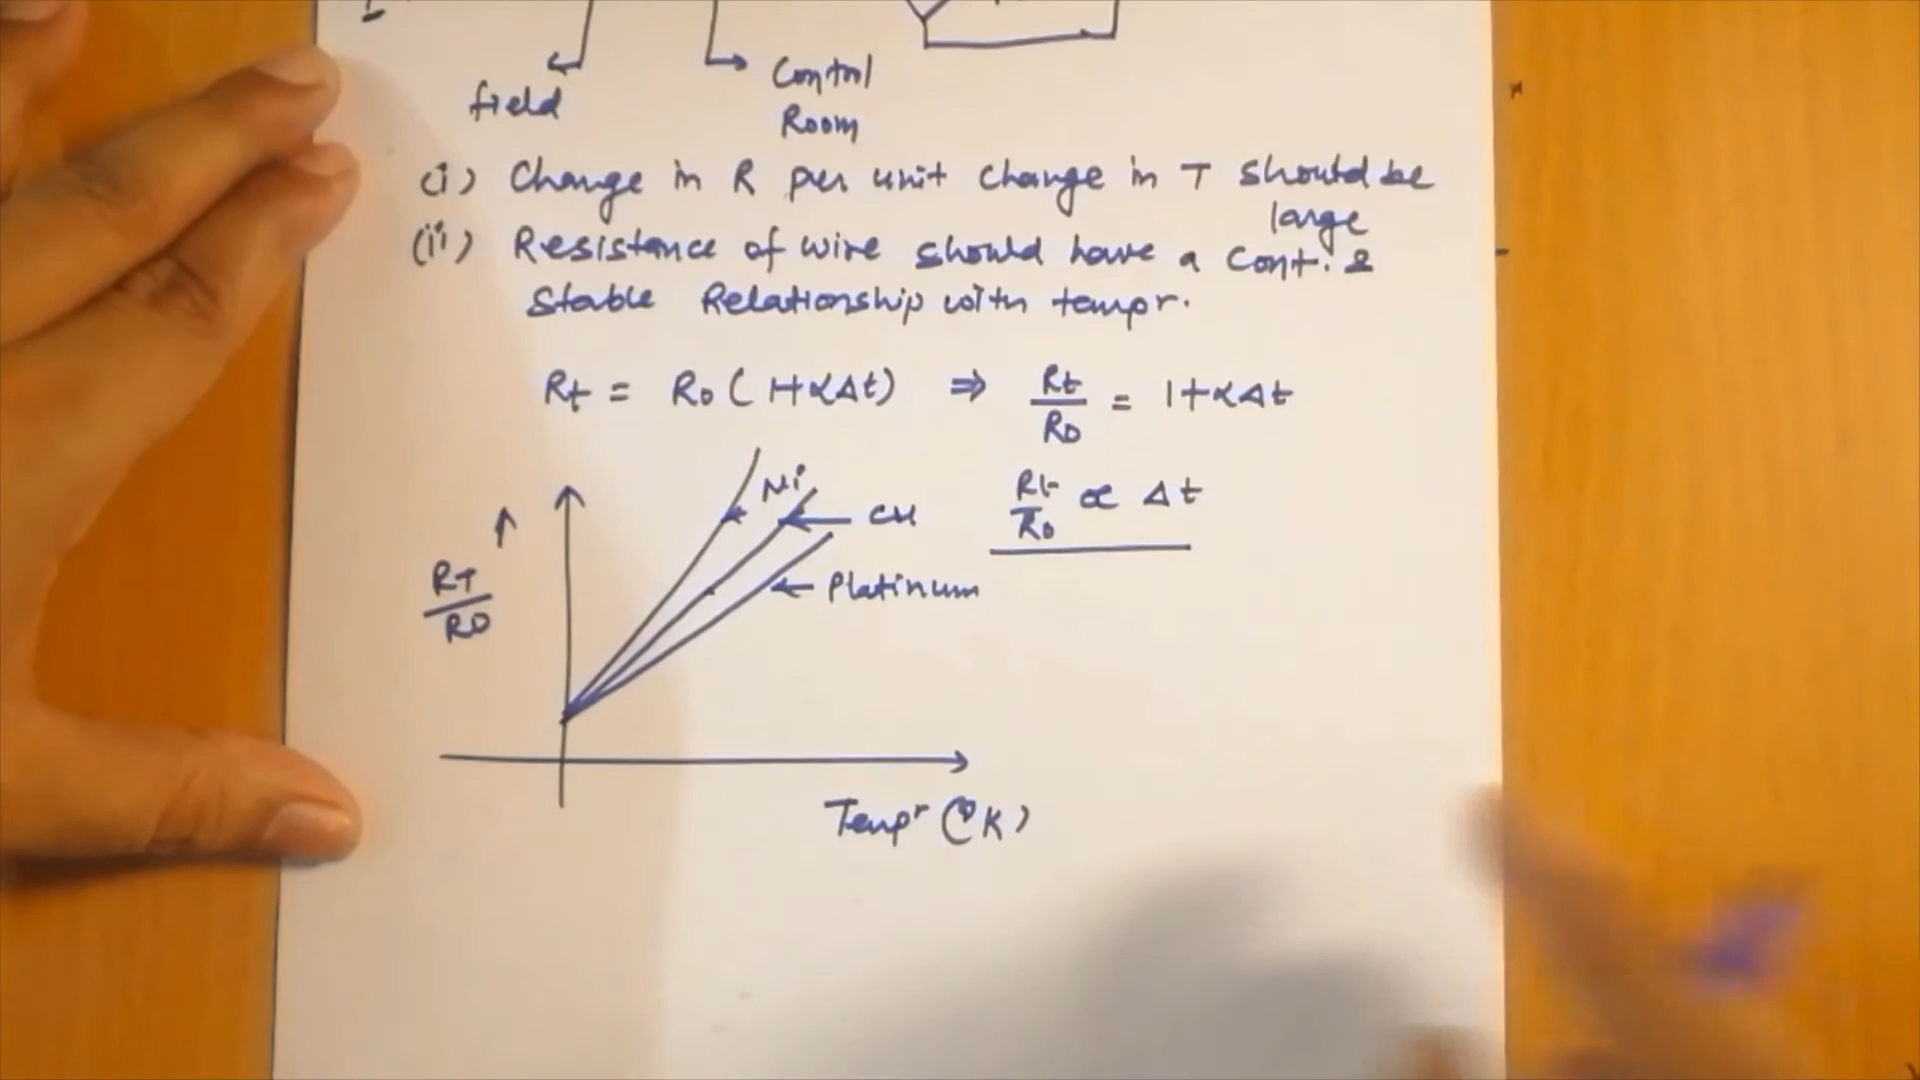 field
Control
Room
(i) Change in R per unit change in T should be
large
(ii) Resistance of wire should have a cont. &
stable Relationship with tempr.
Rt = R0 (1+αΔt) ⇒ Rt/R0 = 1+αΔt
Rt/R0 ∝ Δt
Ni
Cu
Platinum
RT/R0 ↑
Tempr (°K)